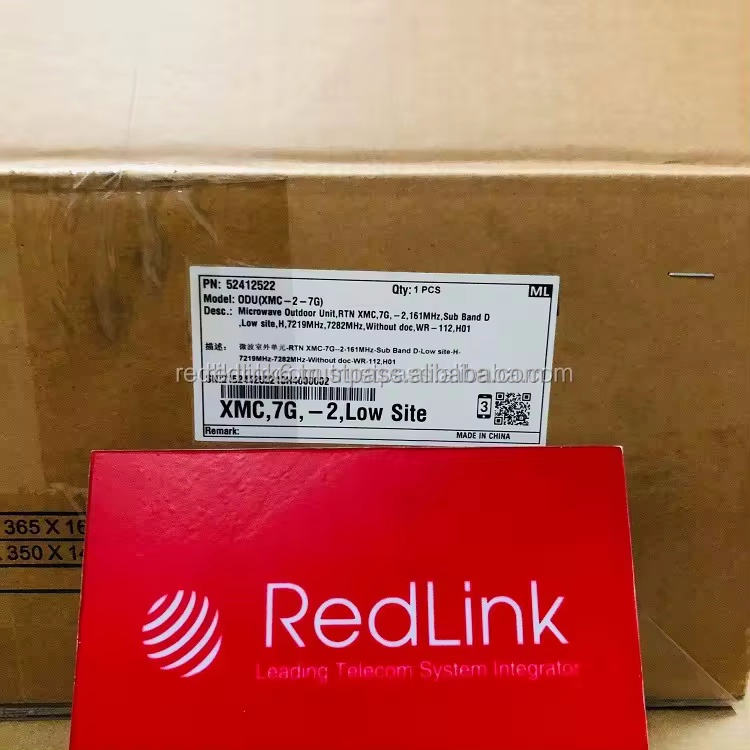 PN: 52412522 Qty: 1 PCS ML
Model: ODU(XMC-2-7G)
Desc.: Microwave Outdoor Unit,RTN XMC,7G, -2,161MHz,Sub Band D
,Low site,H,7219MHz,7282MHz,Without doc,WR-112,H01
描述: 微波室外单元-RTN XMC-7G-2-161MHz-Sub Band D-Low site-H-
7219MHz-7282MHz-Without doc-WR-112,H01
XMC,7G,-2,Low Site
3
Remark: MADE IN CHINA
365 X
350 X
RedLink
Leading Telecom System Integrator